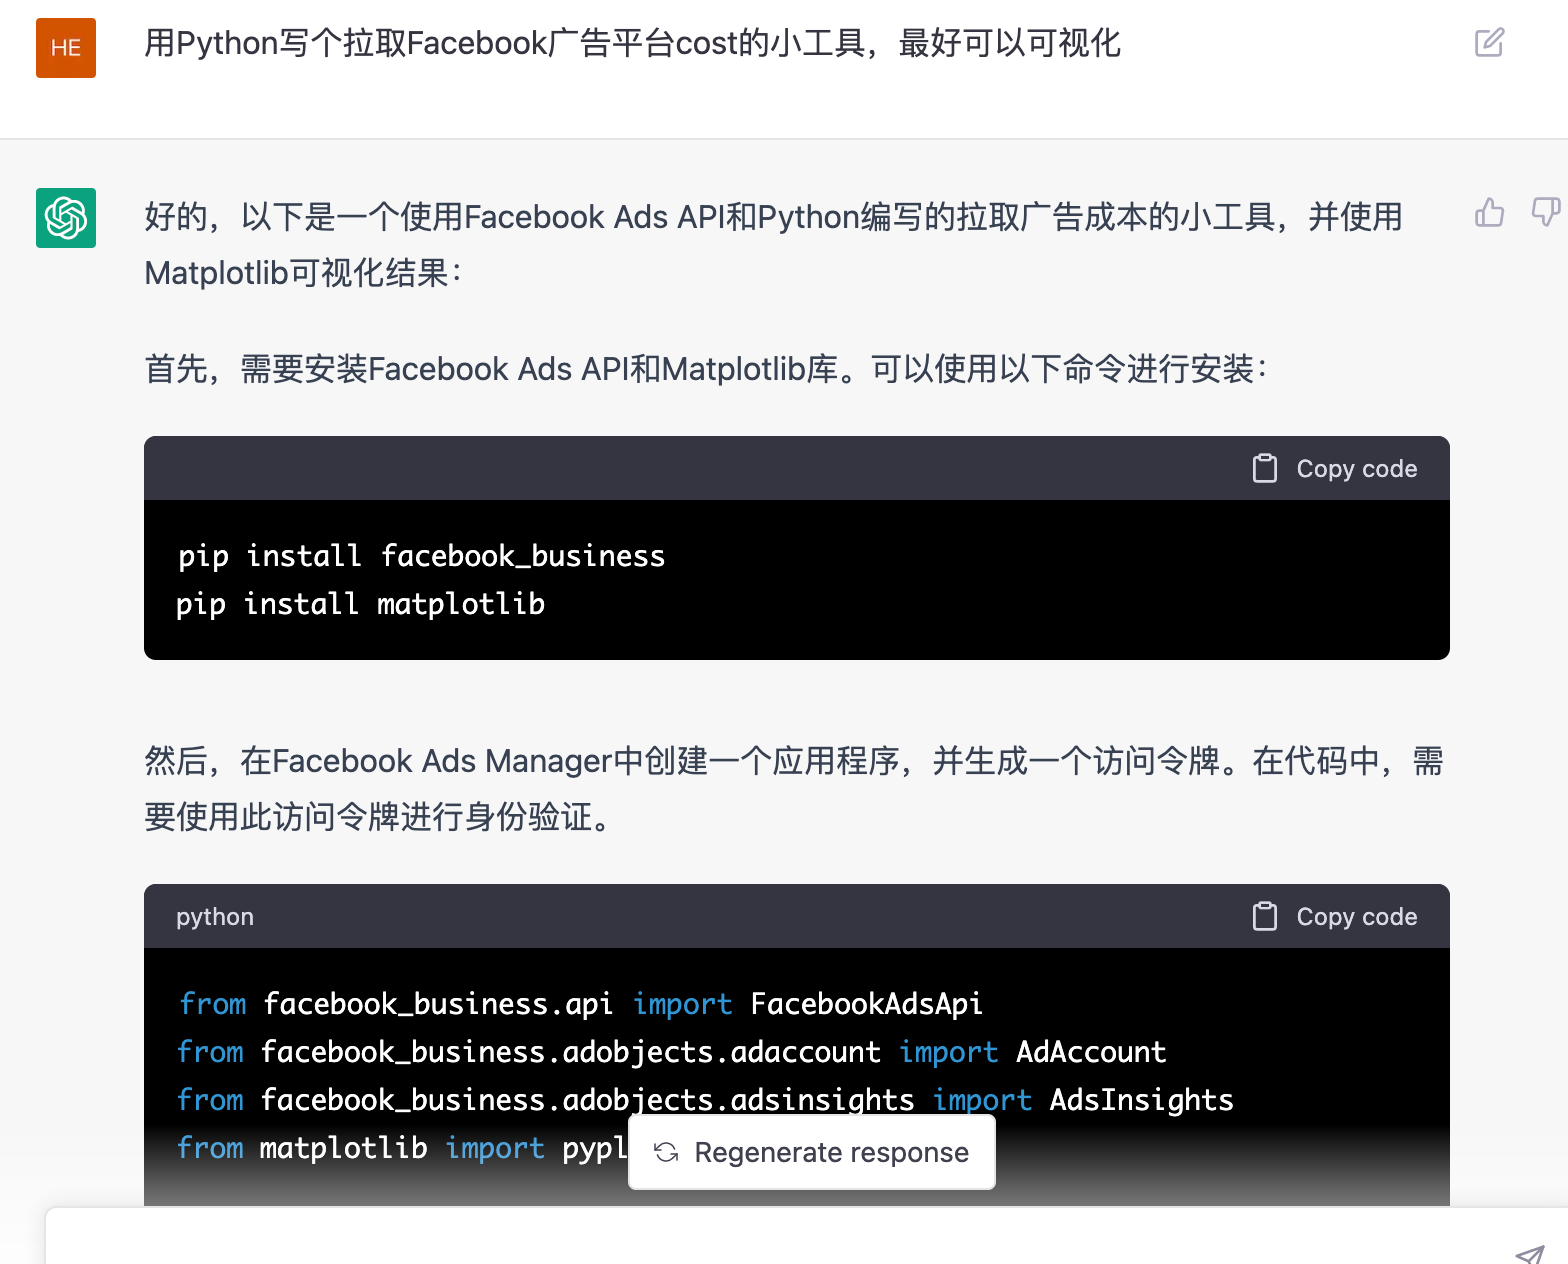 HE
用Python写个拉取Facebook广告平台cost的小工具，最好可以可视化
好的，以下是一个使用Facebook Ads API和Python编写的拉取广告成本的小工具，并使用
Matplotlib可视化结果：
首先，需要安装Facebook Ads API和Matplotlib库。可以使用以下命令进行安装：
Copy code
pip install facebook_business
pip install matplotlib
然后，在Facebook Ads Manager中创建一个应用程序，并生成一个访问令牌。在代码中，需
要使用此访问令牌进行身份验证。
python Copy code
from facebook_business.api import FacebookAdsApi
from facebook_business.adobjects.adaccount import AdAccount
from facebook_business.adobjects.adsinsights import AdsInsights
from matplotlib import pypl
Regenerate response